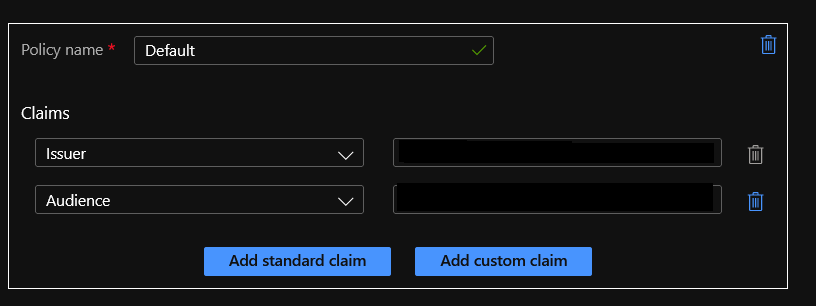 Policy name * Default
Claims
Issuer
Audience
Add standard claim Add custom claim